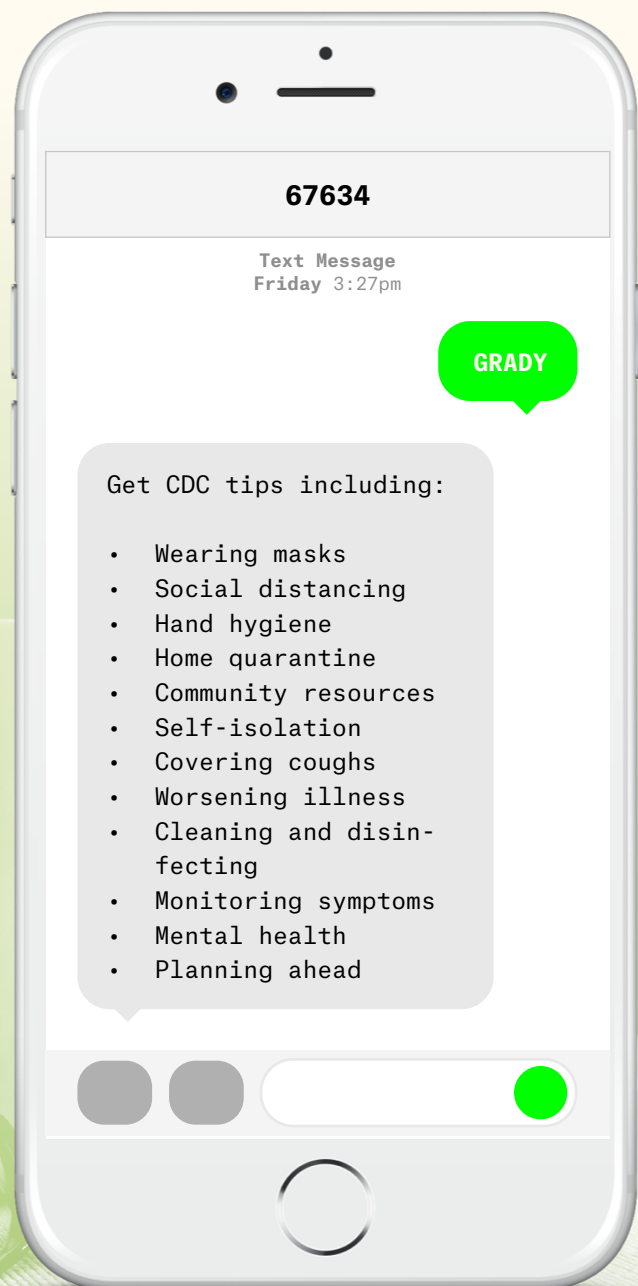 67634
Text Message
Friday 3:27pm
GRADY
Get CDC tips including:
• Wearing masks
• Social distancing
• Hand hygiene
• Home quarantine
• Community resources
• Self-isolation
• Covering coughs
• Worsening illness
• Cleaning and disin-
fecting
• Monitoring symptoms
• Mental health
• Planning ahead